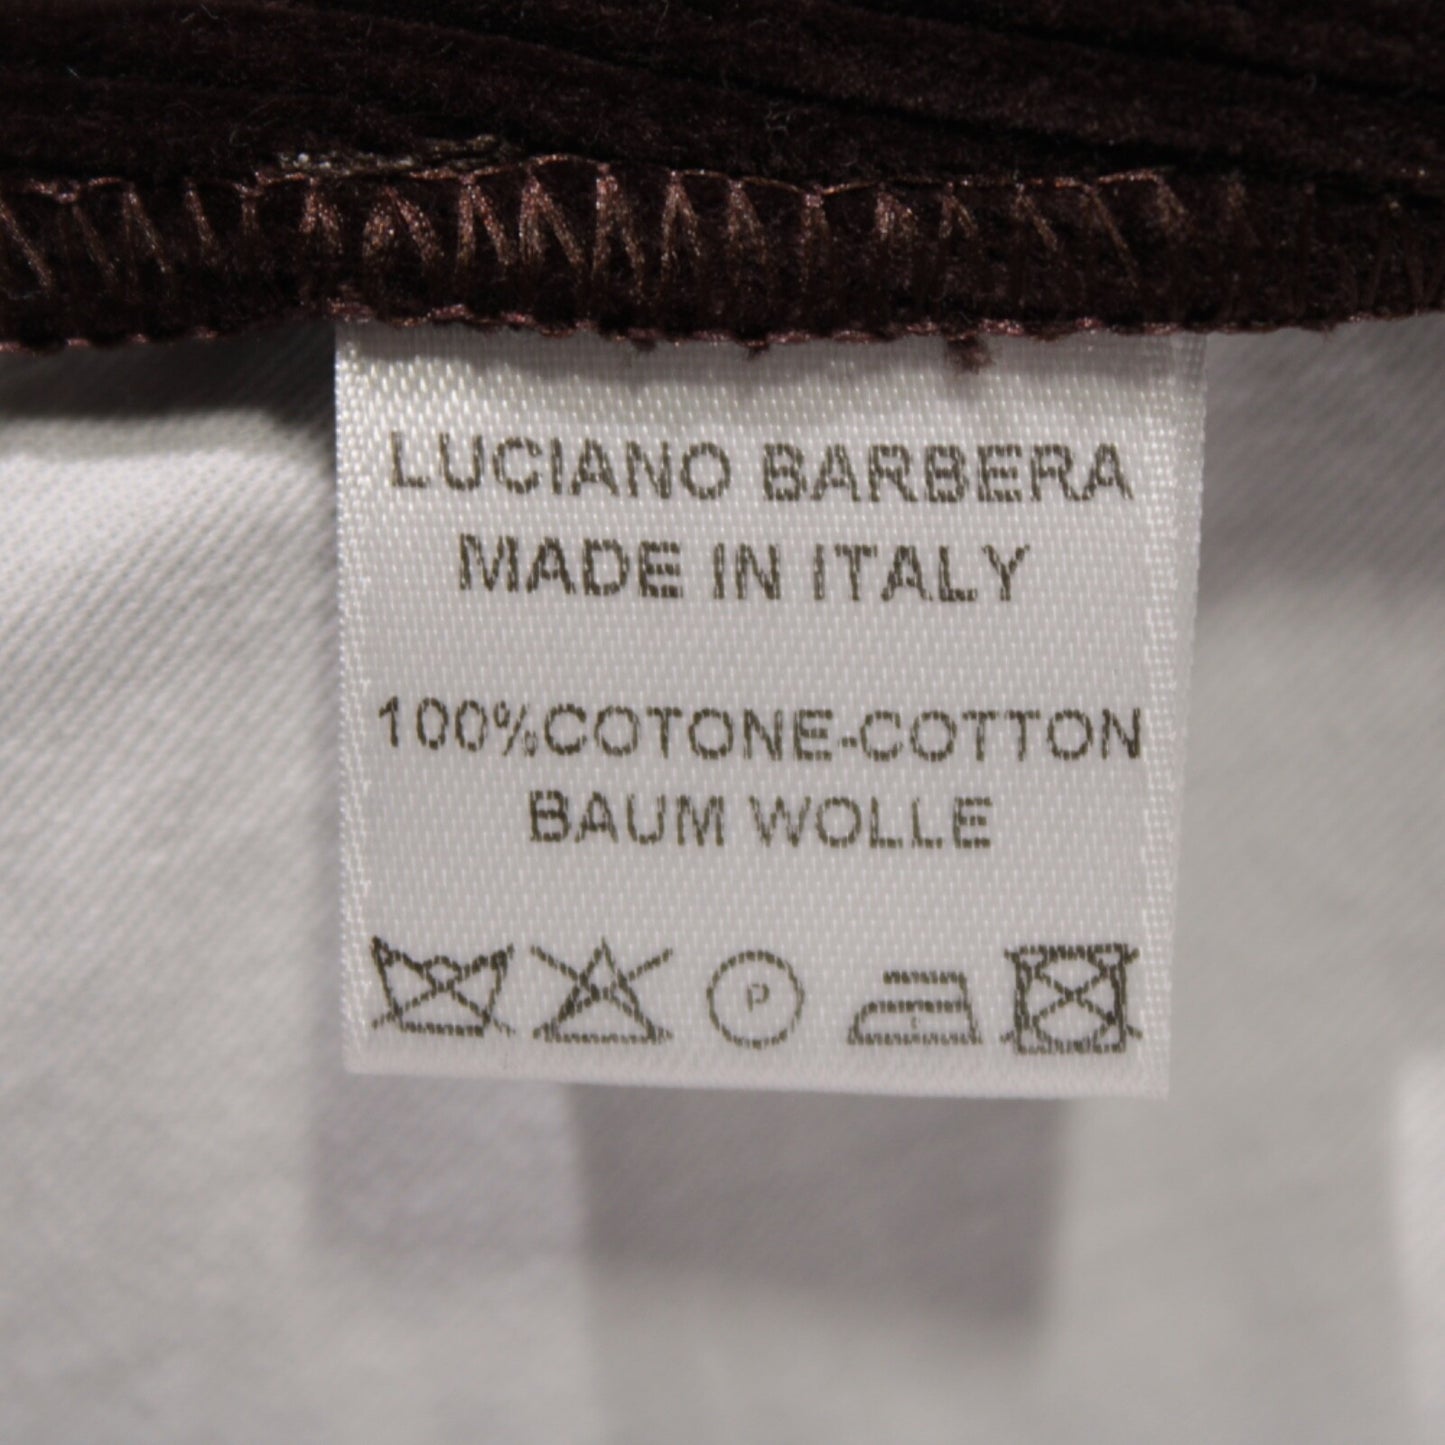 LUCIANO BARBERA
MADE IN ITALY
100%COTONE-COTTON
BAUM WOLLE
P